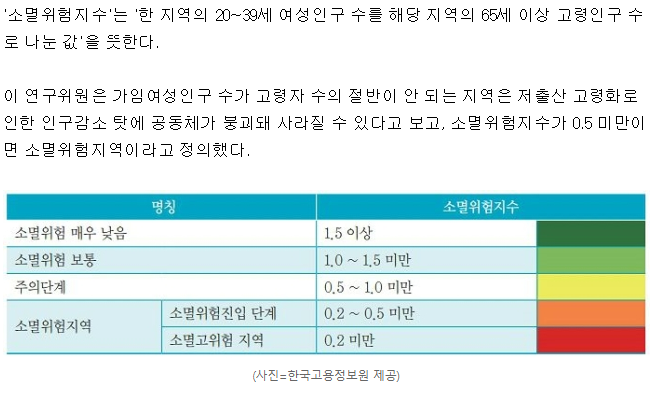 '소멸위험지수'는 '한 지역의 20~39세 여성인구 수를 해당 지역의 65세 이상 고령인구 수
로 나눈 값'을 뜻한다.
이 연구위원은 가임여성인구 수가 고령자 수의 절반이 안 되는 지역은 저출산 고령화로
인한 인구감소 탓에 공동체가 붕괴돼 사라질 수 있다고 보고, 소멸위험지수가 0.5 미만이
면 소멸위험지역이라고 정의했다.
명칭 소멸위험지수
소멸위험 매우 낮음 1.5 이상
소멸위험 보통 1.0 ~ 1.5 미만
주의단계 0.5 ~ 1.0 미만
소멸위험지역 소멸위험진입 단계 0.2 ~ 0.5 미만
소멸고위험 지역 0.2 미만
(사진=한국고용정보원 제공)